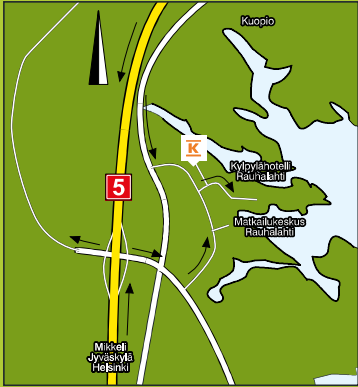 Kuopio
K
Kylpylähotelli
Rauhalahti
5
Matkailukeskus
Rauhalahti
Mikkeli
Jyväskylä
Helsinki